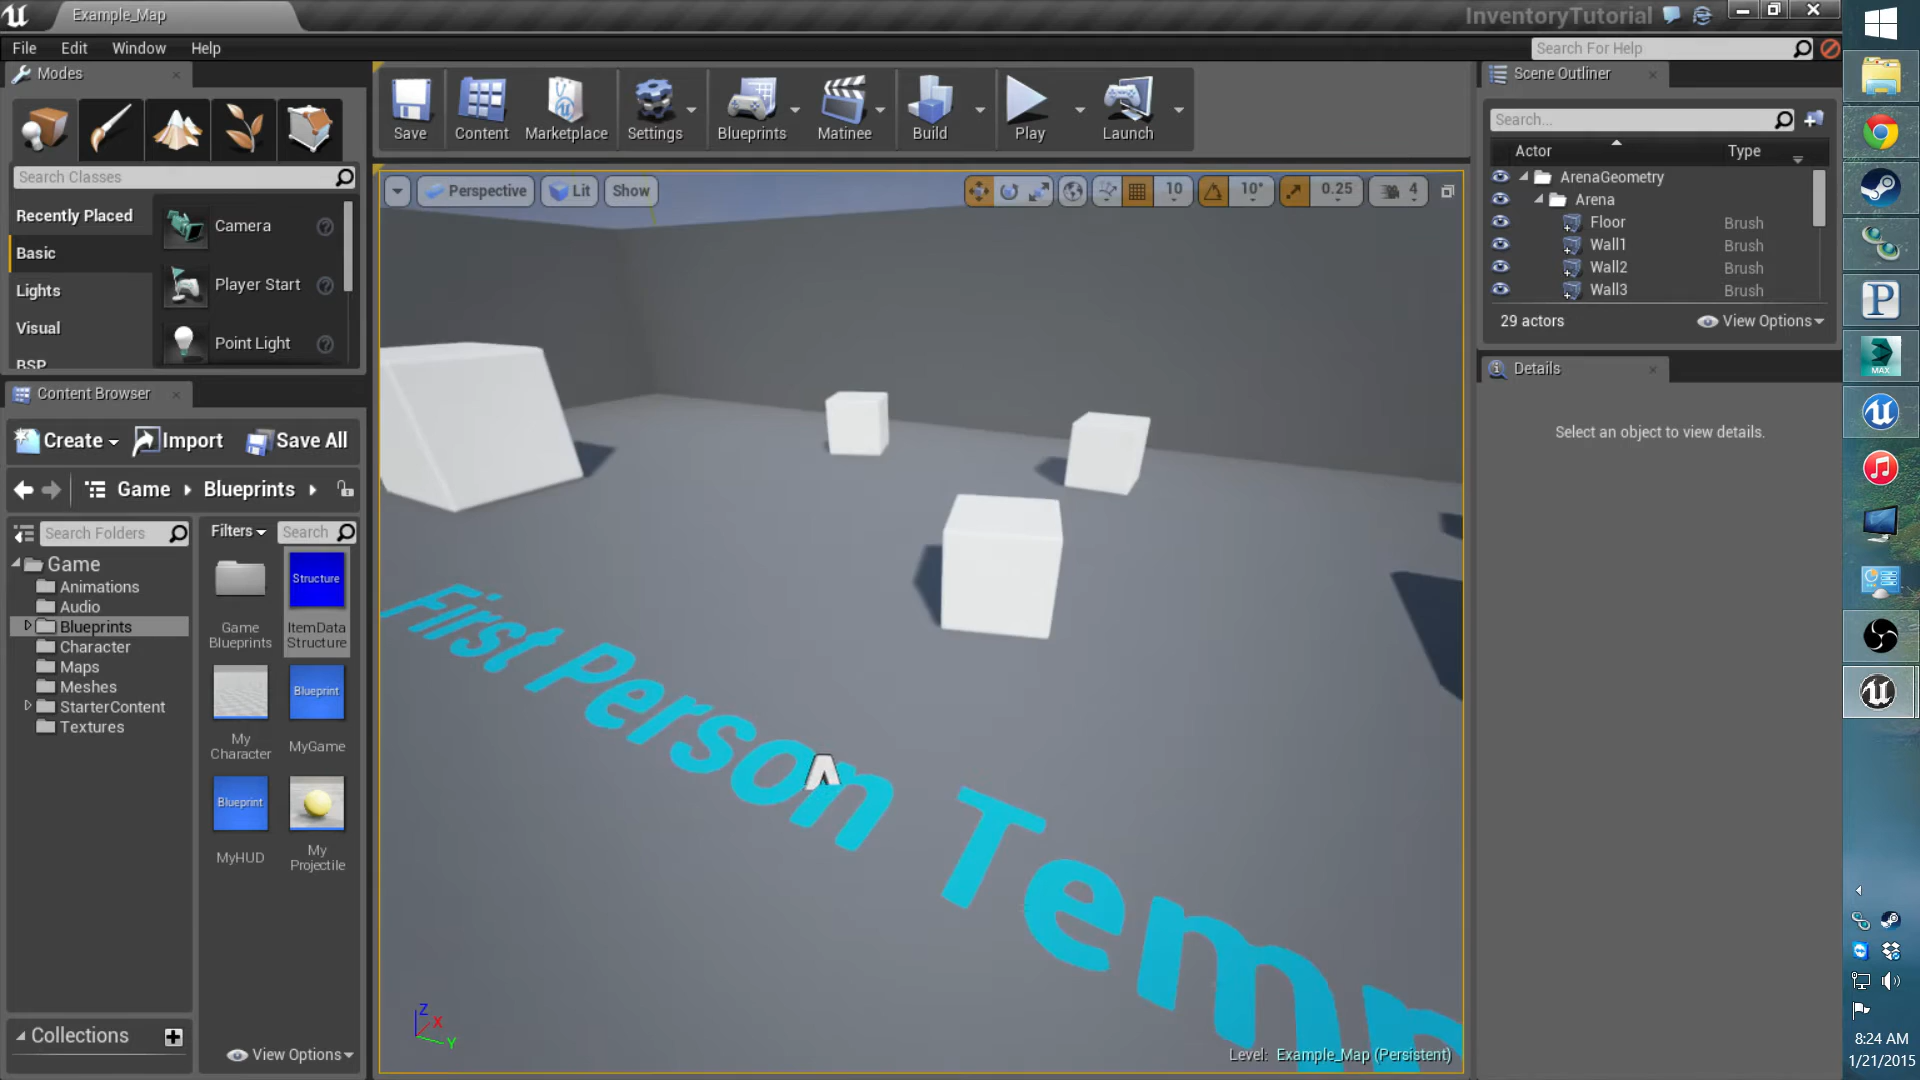 Example_Map
InventoryTutorial
File Edit Window Help
Search For Help
Modes
Scene Outliner
Save Content Marketplace Settings Blueprints Matinee Build Play Launch
Search...
Actor Type
Search Classes
Perspective Lit Show
10 10° 0.25 4
ArenaGeometry
Arena
Floor Brush
Wall1 Brush
Wall2 Brush
Wall3 Brush
29 actors View Options
Recently Placed
Basic
Lights
Visual
BSP
Camera
Player Start
Point Light
Details
Select an object to view details.
Content Browser
Create Import Save All
Game Blueprints
Search Folders
Filters Search
Game
Animations
Audio
Blueprints
Character
Maps
Meshes
StarterContent
Textures
Structure
Game Blueprints
ItemData Structure
Blueprint
My Character
MyGame
Blueprint
MyHUD
My Projectile
First Person Temp
Z
X
Y
Level: Example_Map (Persistent)
Collections
View Options
P
MAX
8:24 AM
1/21/2015